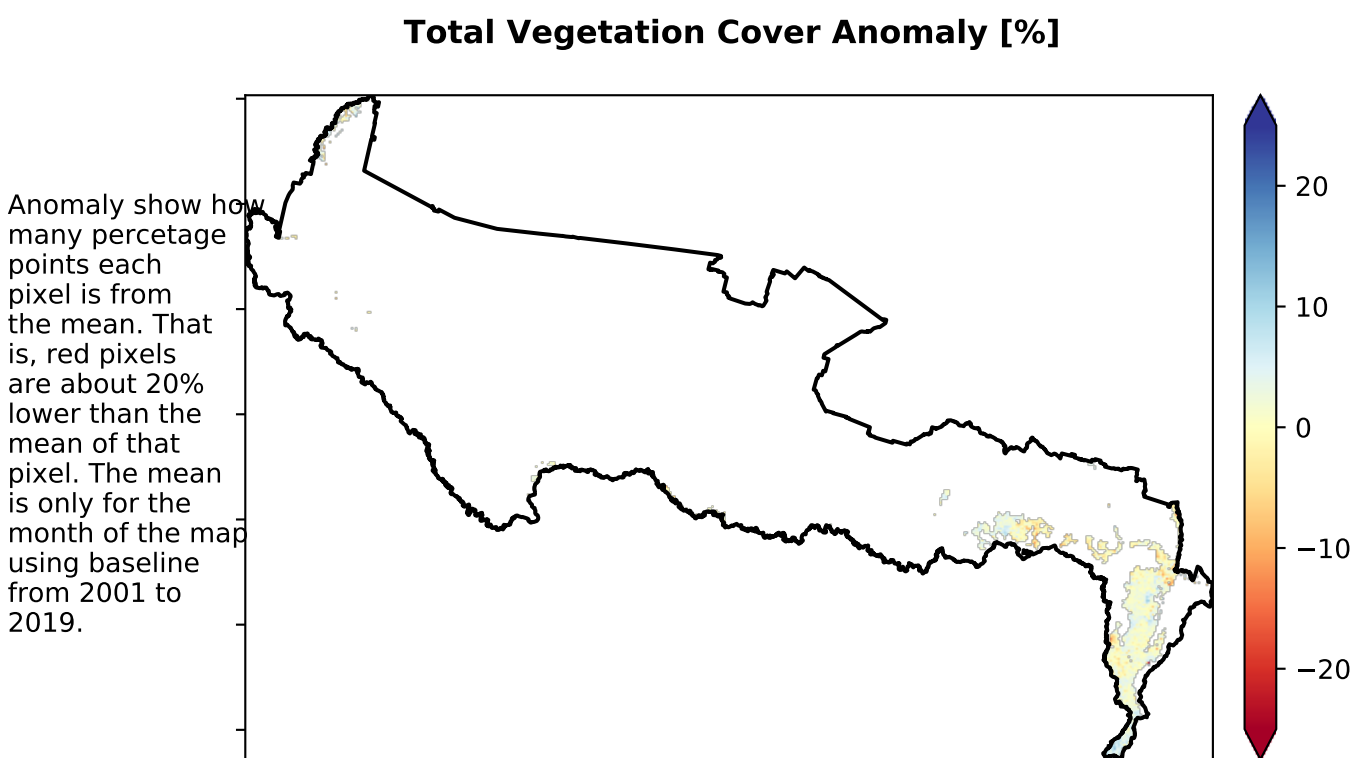 Total Vegetation Cover Anomaly [%]
Anomaly show how
many percetage
points each
pixel is from
the mean. That
is, red pixels
are about 20%
lower than the
mean of that
pixel. The mean
is only for the
month of the map
using baseline
from 2001 to
2019.
20
10
0
−10
−20